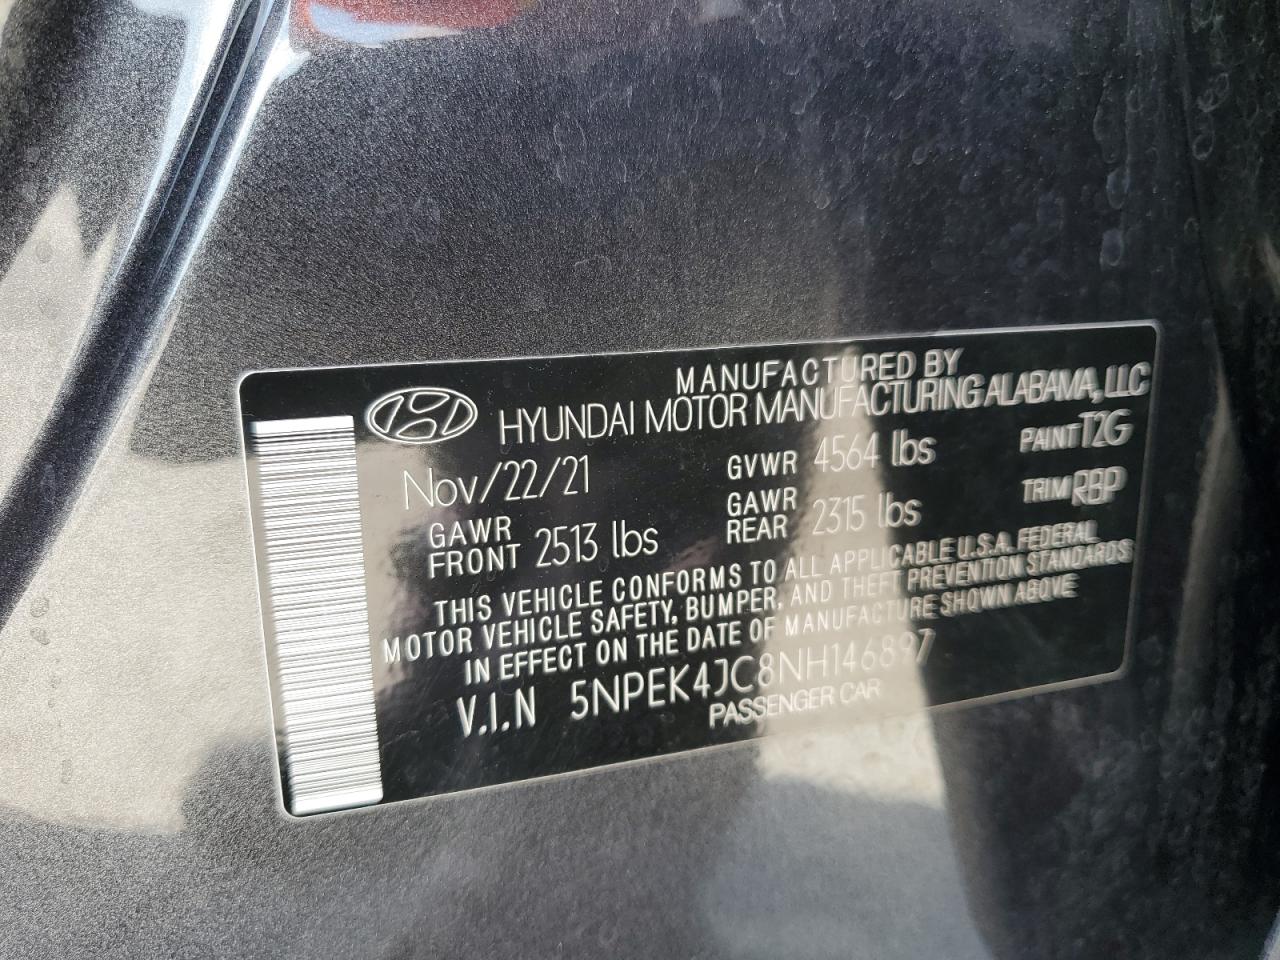 MANUFACTURED BY
HYUNDAI MOTOR MANUFACTURING ALABAMA, LLC
Nov/22/21 GVWR 4564 lbs PAINT T2G
GAWR FRONT 2513 lbs GAWR REAR 2315 lbs TRIM RBP
THIS VEHICLE CONFORMS TO ALL APPLICABLE U.S.A. FEDERAL
MOTOR VEHICLE SAFETY, BUMPER, AND THEFT PREVENTION STANDARDS
IN EFFECT ON THE DATE OF MANUFACTURE SHOWN ABOVE
V.I.N 5NPEK4JC8NH146897
PASSENGER CAR